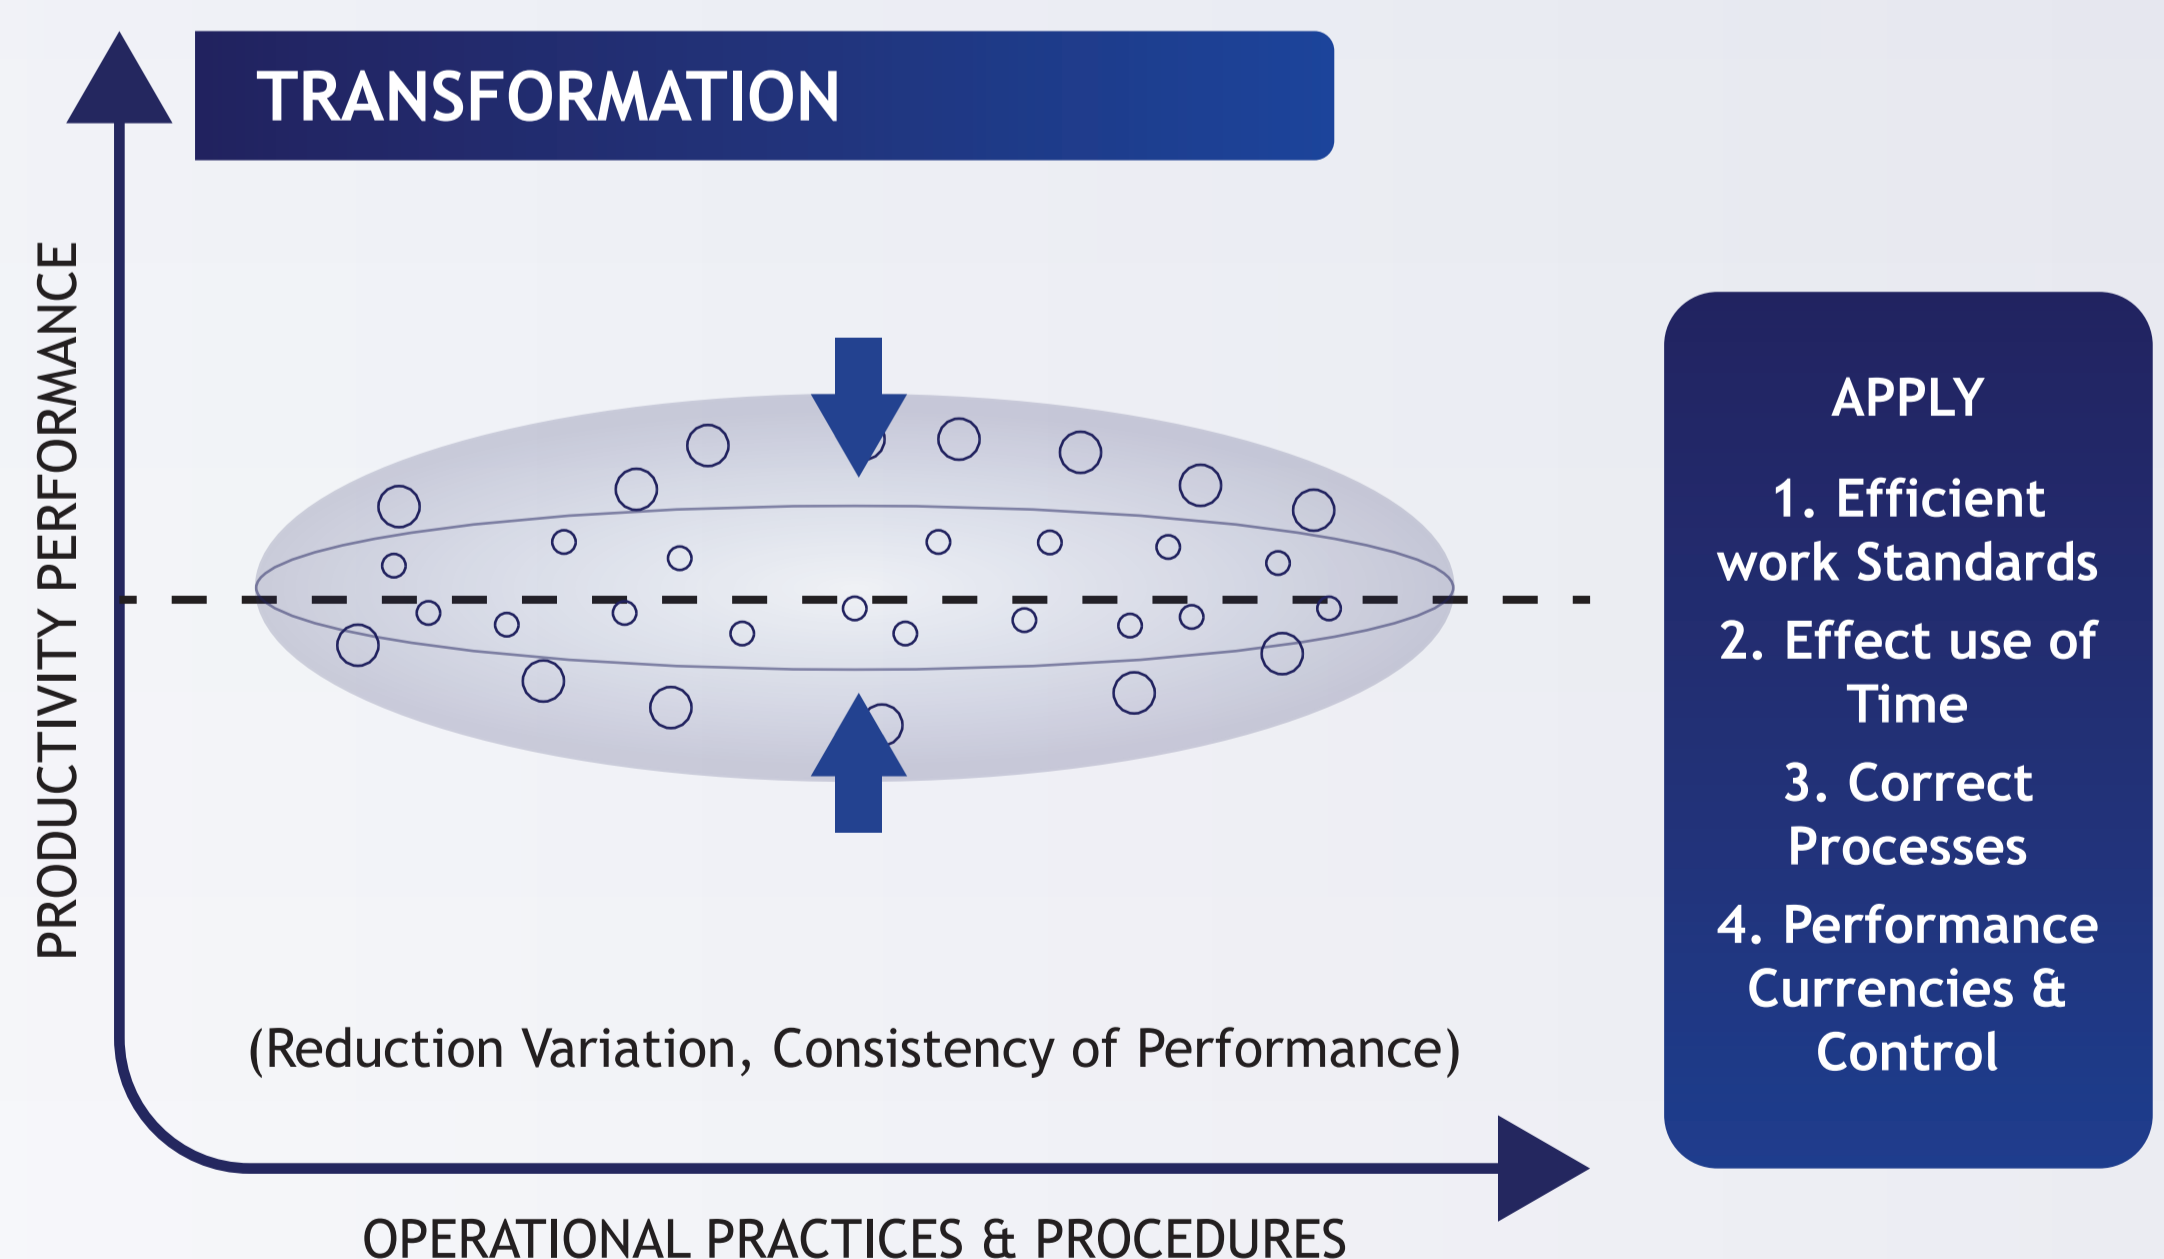 TRANSFORMATION
PRODUCTIVITY PERFORMANCE
APPLY
1. Efficient
work Standards
2. Effect use of
Time
3. Correct
Processes
4. Performance
Currencies &
Control
(Reduction Variation, Consistency of Performance)
OPERATIONAL PRACTICES & PROCEDURES